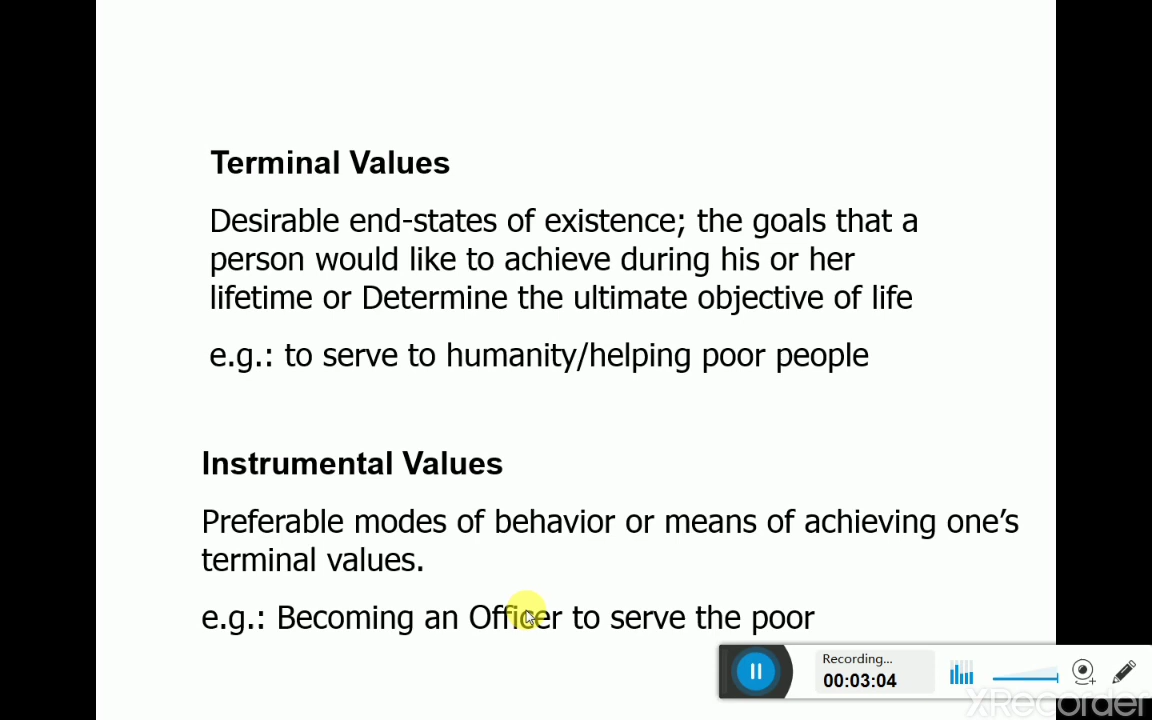 Terminal Values
Desirable end-states of existence; the goals that a
person would like to achieve during his or her
lifetime or Determine the ultimate objective of life
e.g.: to serve to humanity/helping poor people
Instrumental Values
Preferable modes of behavior or means of achieving one’s
terminal values.
e.g.: Becoming an Officer to serve the poor
Recording...
00:03:04
XRecorder